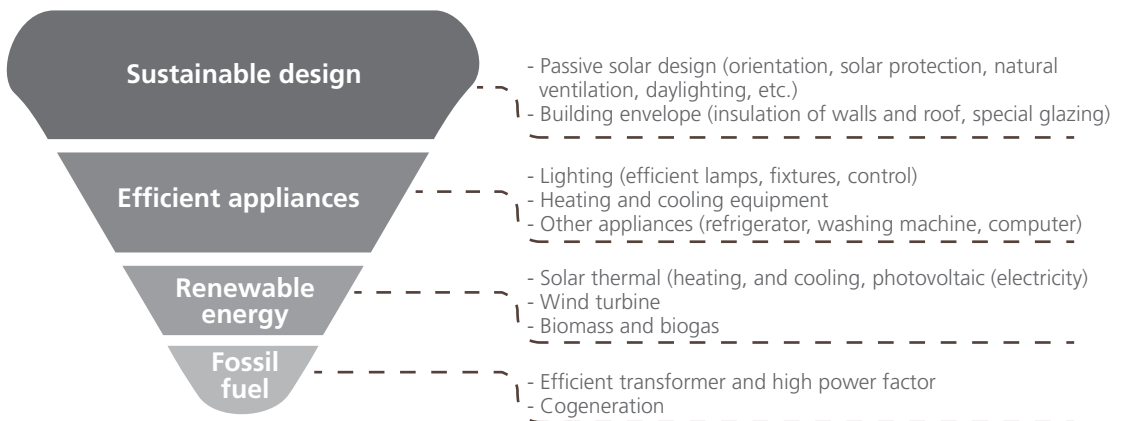 Sustainable design
- Passive solar design (orientation, solar protection, natural
ventilation, daylighting, etc.)
- Building envelope (insulation of walls and roof, special glazing)
Efficient appliances
- Lighting (efficient lamps, fixtures, control)
- Heating and cooling equipment
- Other appliances (refrigerator, washing machine, computer)
Renewable
energy
- Solar thermal (heating, and cooling, photovoltaic (electricity)
- Wind turbine
- Biomass and biogas
Fossil
fuel
- Efficient transformer and high power factor
- Cogeneration